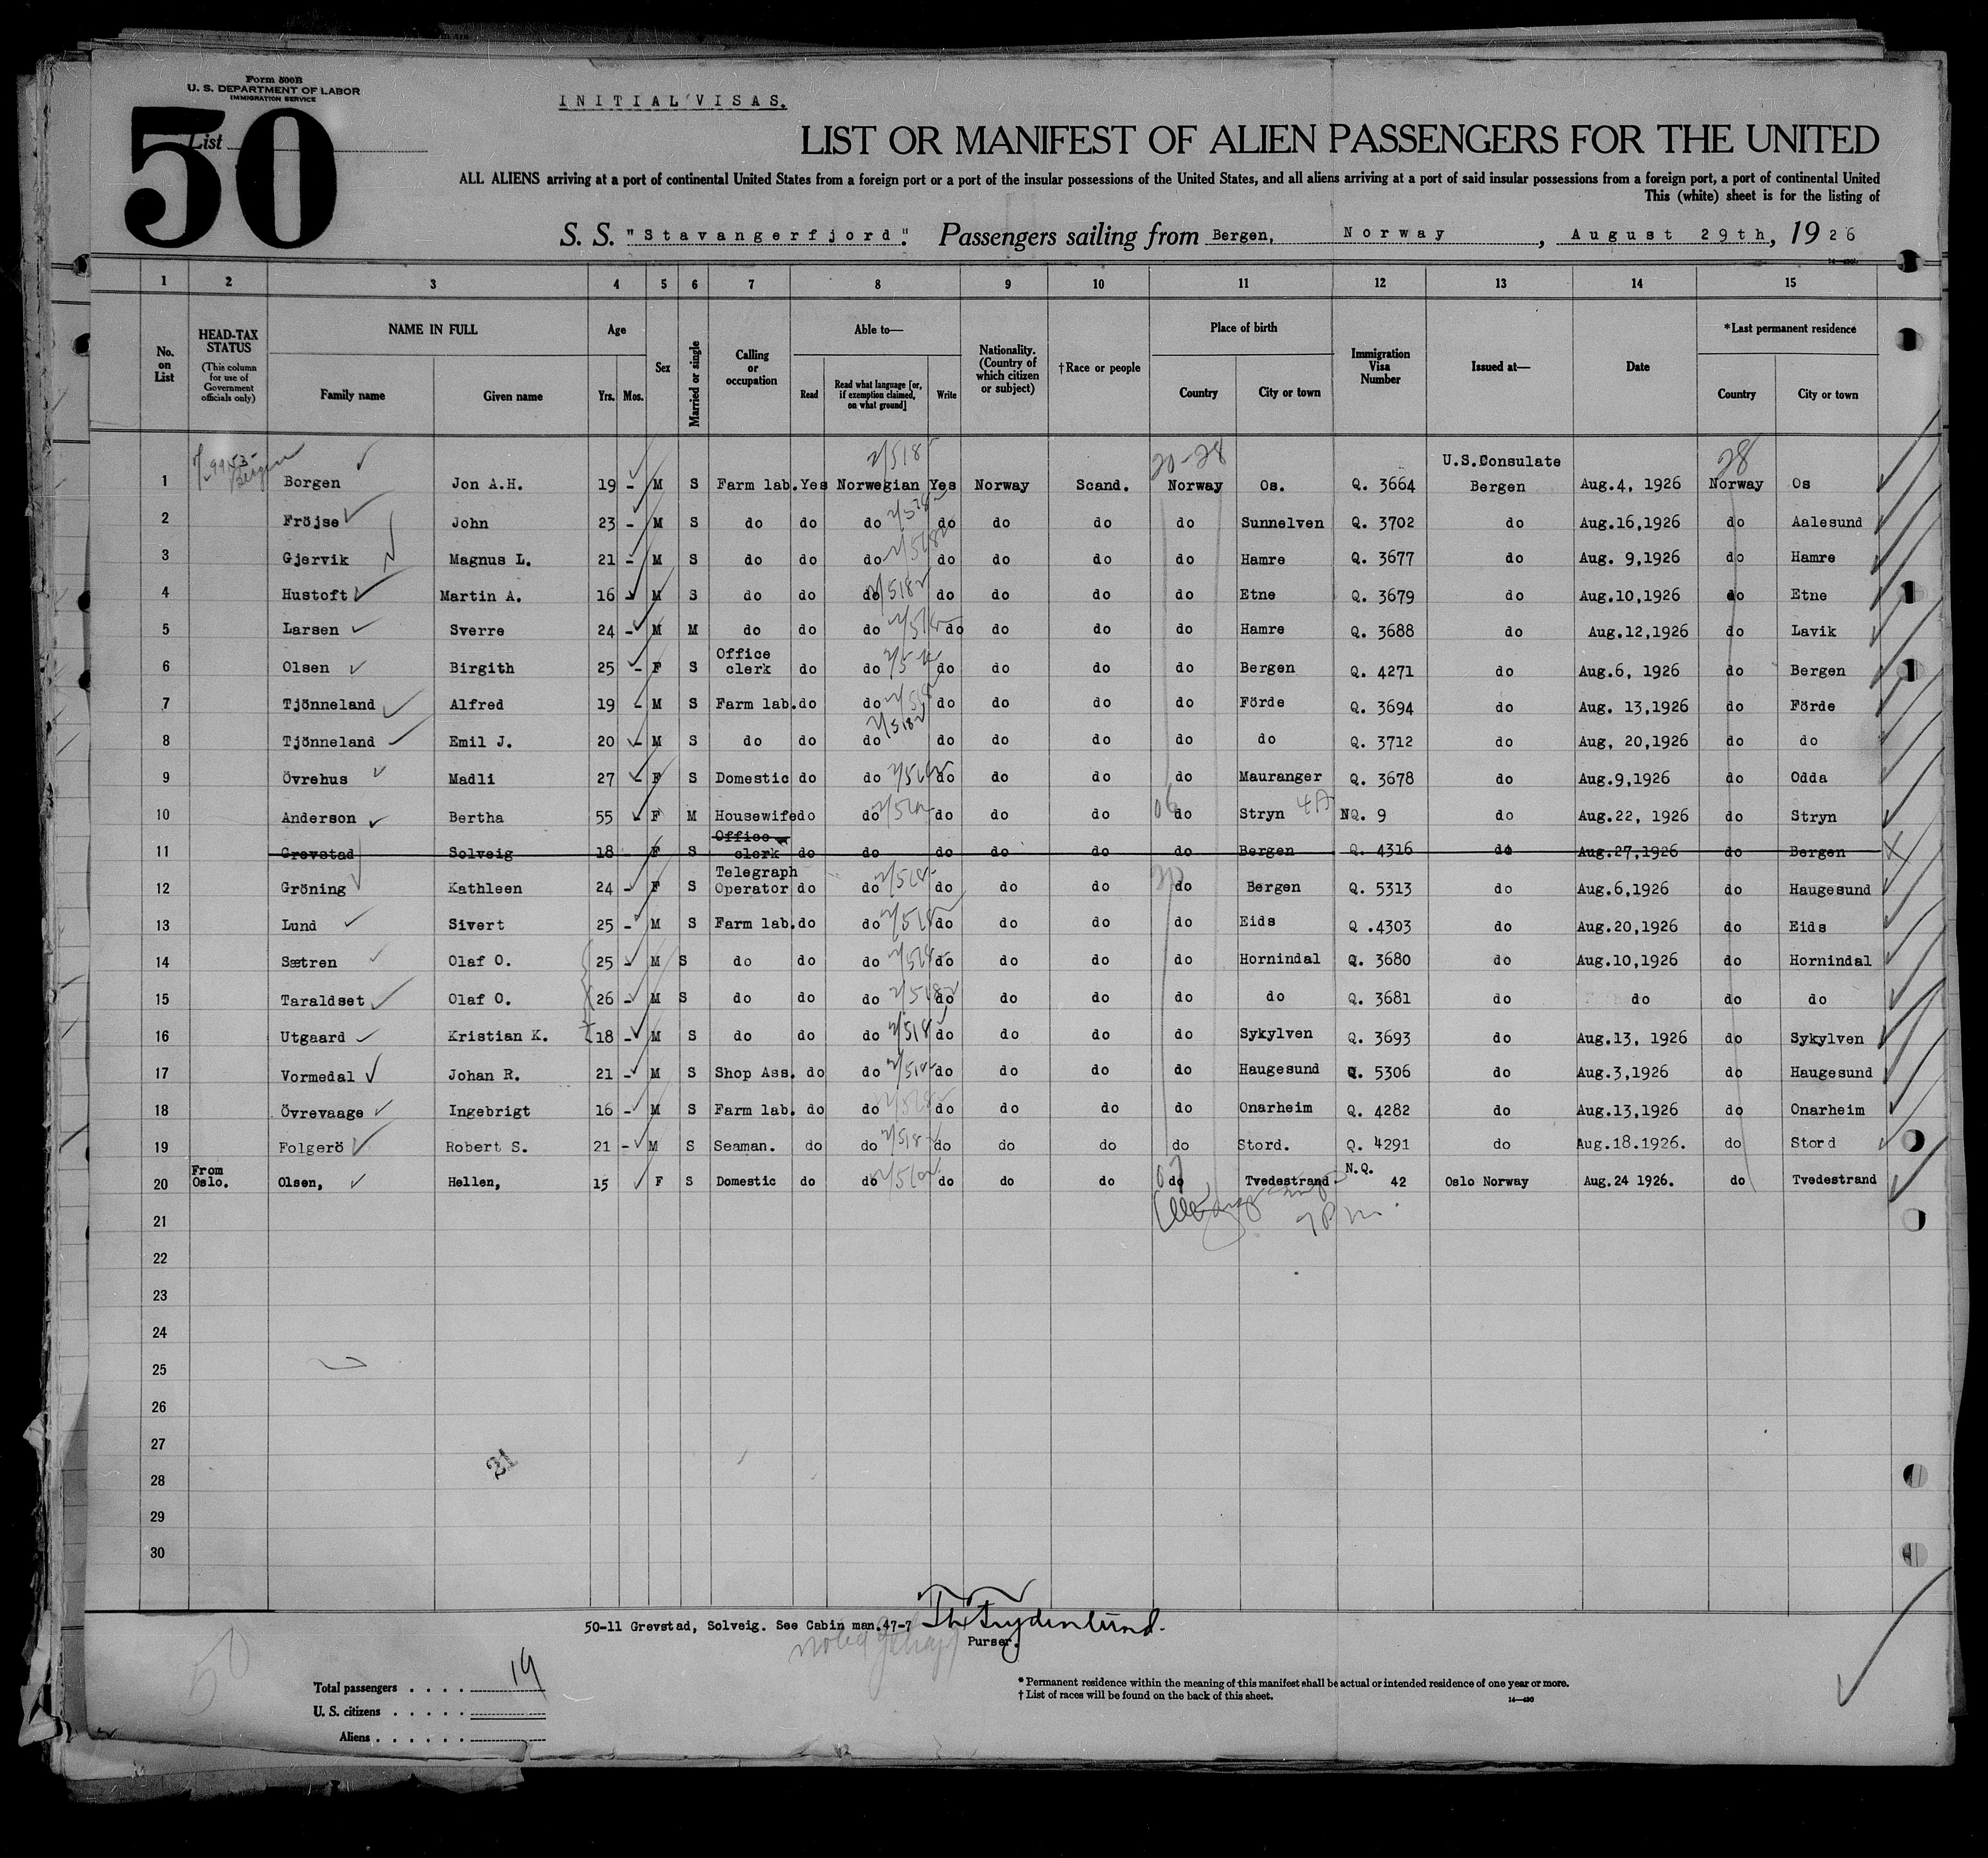 Form 500B
U. S. DEPARTMENT OF LABOR
IMMIGRATION SERVICE
INITIAL VISAS.
List
50
LIST OR MANIFEST OF ALIEN PASSENGERS FOR THE UNITED
ALL ALIENS arriving at a port of continental United States from a foreign port or a port of the insular possessions of the United States, and all aliens arriving at a port of said insular possessions from a foreign port, a port of continental United
This (white) sheet is for the listing of
S. S. "Stavangerfjord". Passengers sailing from Bergen, Norway, August 29th, 1926
1 2 3 4 5 6 7 8 9 10 11 12 13 14 15
No. on List HEAD-TAX STATUS (This column for use of Government officials only) NAME IN FULL Family name Given name Age Yrs. Mos. Sex Married or single Calling or occupation Able to— Read Read what language [or, if exemption claimed, on what ground] Write Nationality. (Country of which citizen or subject) †Race or people Place of birth Country City or town Immigration Visa Number Issued at— Date *Last permanent residence Country City or town
20-28 28
U.S.Consulate
1 Borgen Jon A.H. 19 - M S Farm lab. Yes Norwegian Yes Norway Scand. Norway Os. Q. 3664 Bergen Aug.4, 1926 Norway Os
2 Fröjse John 23 - M S do do do do do do do Sunnelven Q. 3702 do Aug.16,1926 do Aalesund
3 Gjervik Magnus L. 21 - M S do do do do do do do Hamre Q. 3677 do Aug. 9,1926 do Hamre
4 Hustoft Martin A. 16 - M S do do do do do do do Etne Q. 3679 do Aug.10,1926 do Etne
5 Larsen Sverre 24 - M M do do do do do do do Hamre Q. 3688 do Aug.12,1926 do Lavik
6 Olsen Birgith 25 - F S Office clerk do do do do do do Bergen Q. 4271 do Aug.6, 1926 do Bergen
7 Tjönneland Alfred 19 - M S Farm lab. do do do do do do Förde Q. 3694 do Aug. 13,1926 do Förde
8 Tjönneland Emil J. 20 - M S do do do do do do do do Q. 3712 do Aug, 20,1926 do do
9 Övrehus Madli 27 - F S Domestic do do do do do do Mauranger Q. 3678 do Aug.9,1926 do Odda
10 Anderson Bertha 55 - F M Housewife do do do do do do Stryn NQ. 9 do Aug.22, 1926 do Stryn
11 Grevstad Solveig 18 - F S Office clerk do do do do do do Bergen Q. 4316 do Aug.27,1926 do Bergen
12 Gröning Kathleen 24 - F S Telegraph Operator do do do do do do Bergen Q. 5313 do Aug.6,1926 do Haugesund
13 Lund Sivert 25 - M S Farm lab. do do do do do do Eids Q .4303 do Aug.20,1926 do Eids
14 Sætren Olaf O. 25 - M S do do do do do do do Hornindal Q. 3680 do Aug.10,1926 do Hornindal
15 Taraldset Olaf O. 26 - M S do do do do do do do do Q. 3681 do do do do
16 Utgaard Kristian K. 18 - M S do do do do do do do Sykylven Q. 3693 do Aug.13, 1926 do Sykylven
17 Vormedal Johan R. 21 - M S Shop Ass. do do do do do do Haugesund Q. 5306 do Aug.3,1926 do Haugesund
18 Övrevaage Ingebrigt 16 - M S Farm lab. do do do do do do Onarheim Q. 4282 do Aug.13,1926 do Onarheim
19 Folgerö Robert S. 21 - M S Seaman. do do do do do do Stord. Q. 4291 do Aug.18.1926. do Stord
20 From Oslo. Olsen, Hellen, 15 F S Domestic do do do do do do Tvedestrand N.Q. 42 Oslo Norway Aug.24 1926. do Tvedestrand
21
22
23
24
25
26
27
28
29
30
21
50-11 Grevstad, Solveig. See Cabin man.47-7
Purser.
50
Total passengers . . . . 19
U. S. citizens . . . . .
Aliens . . . . . .
* Permanent residence within the meaning of this manifest shall be actual or intended residence of one year or more.
† List of races will be found on the back of this sheet.